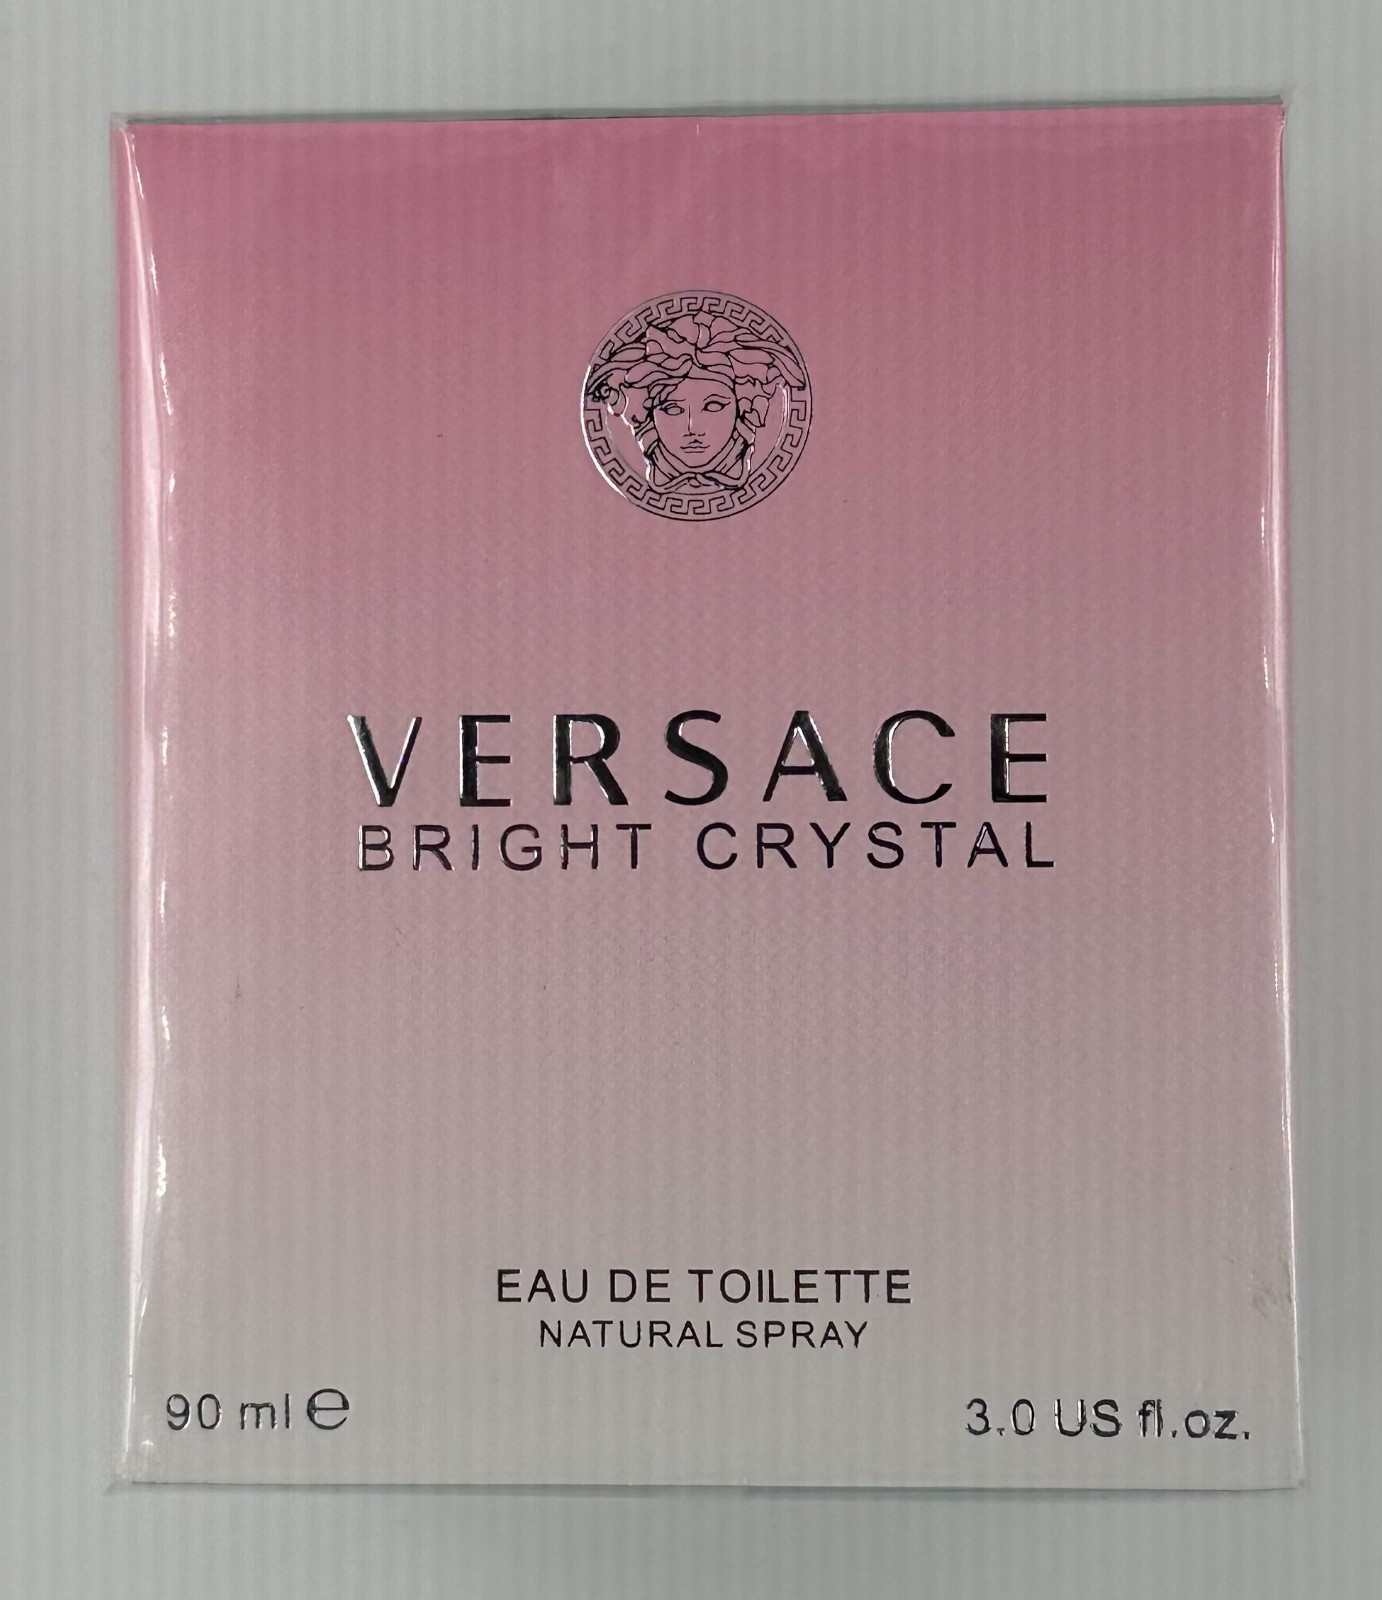 VERSACE
BRIGHT CRYSTAL
EAU DE TOILETTE
NATURAL SPRAY
90 ml e
3.0 US fl.oz.